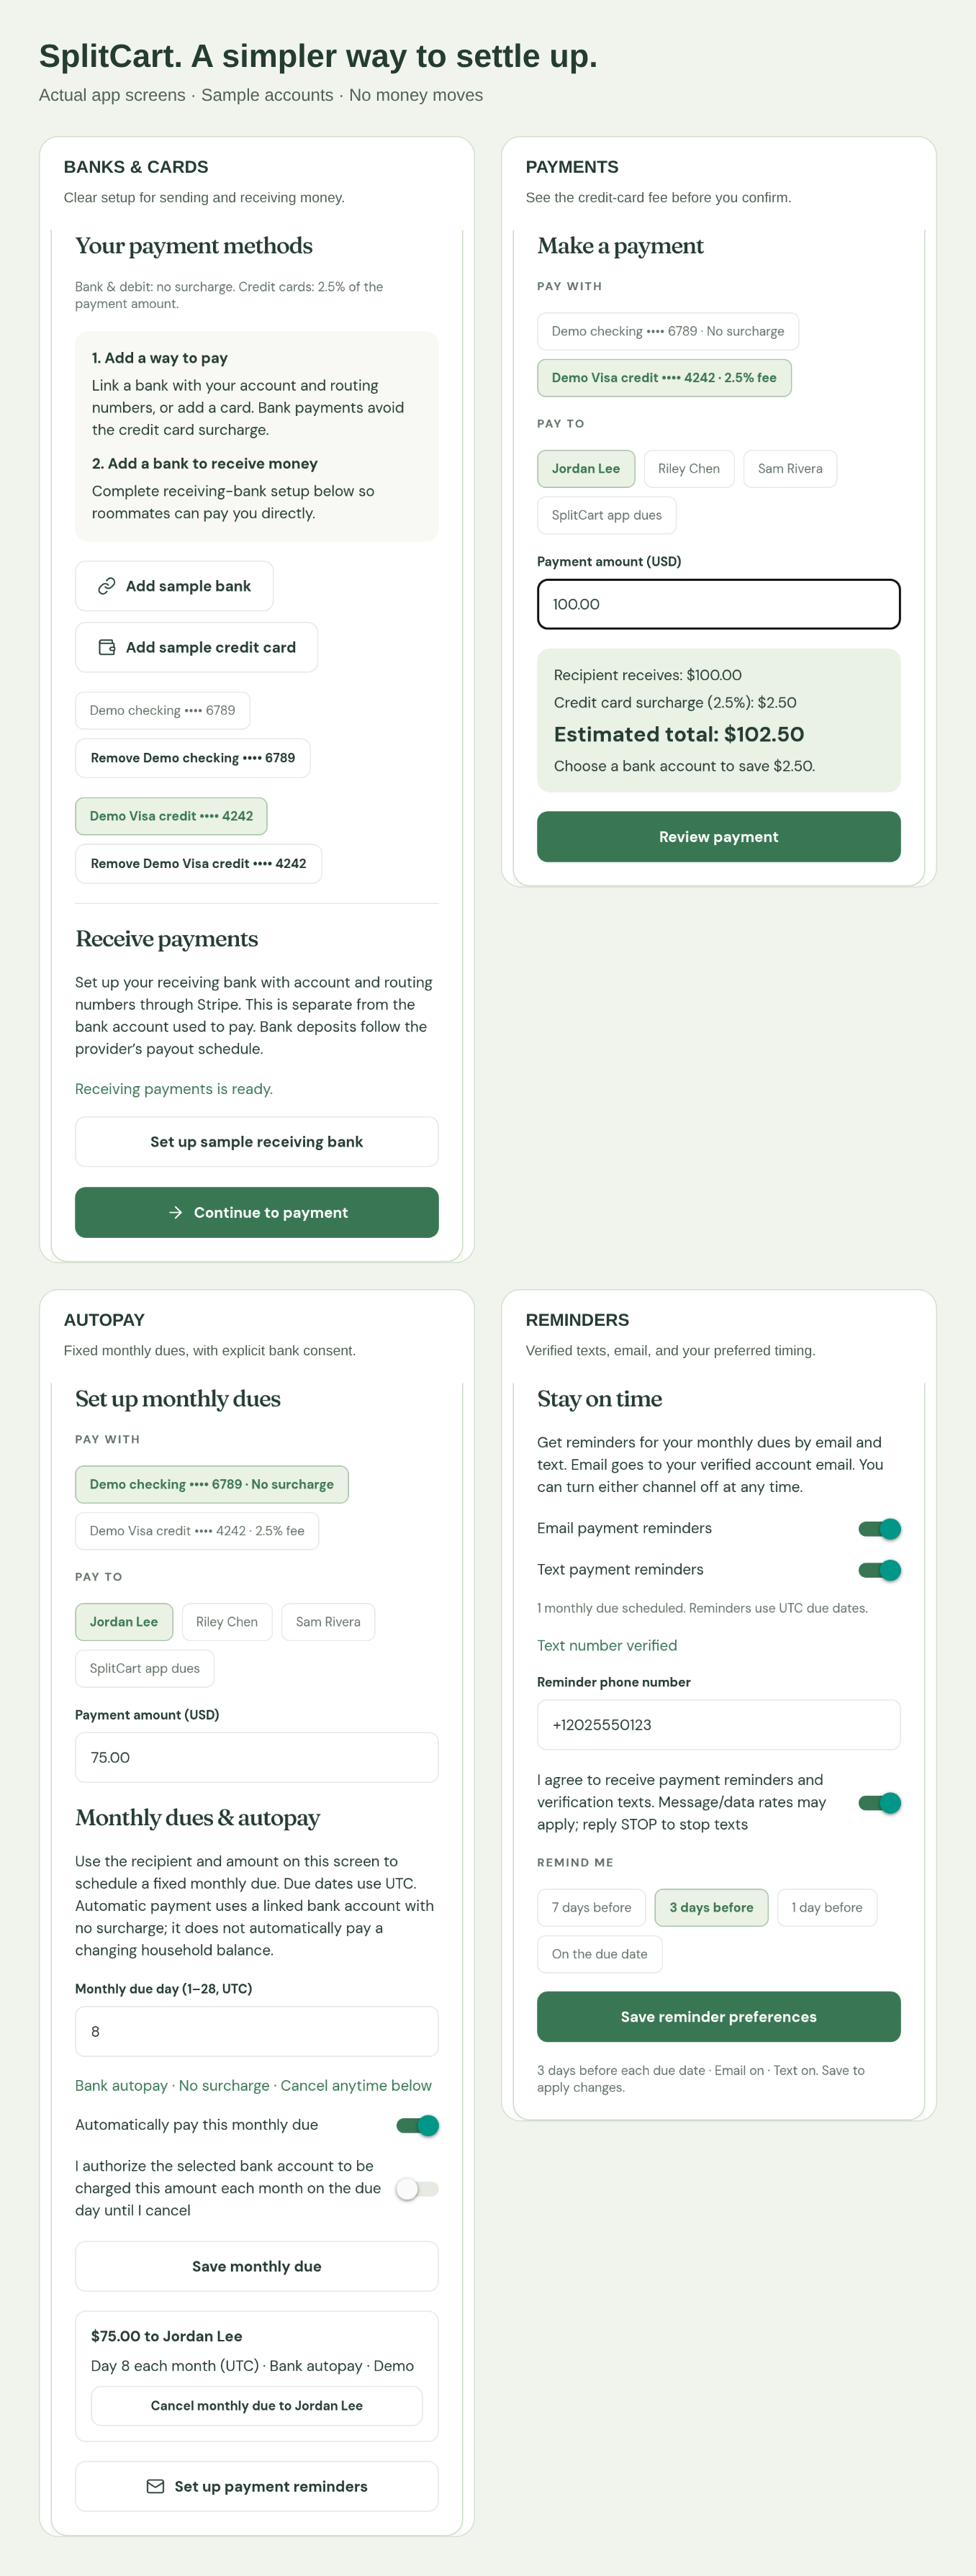 SplitCart. A simpler way to settle up.
Actual app screens · Sample accounts · No money moves
BANKS & CARDS
Clear setup for sending and receiving money.
Your payment methods
Bank & debit: no surcharge. Credit cards: 2.5% of the
payment amount.
1. Add a way to pay
Link a bank with your account and routing
numbers, or add a card. Bank payments avoid
the credit card surcharge.
2. Add a bank to receive money
Complete receiving-bank setup below so
roommates can pay you directly.
Add sample bank
Add sample credit card
Demo checking •••• 6789
Remove Demo checking •••• 6789
Demo Visa credit •••• 4242
Remove Demo Visa credit •••• 4242
Receive payments
Set up your receiving bank with account and routing
numbers through Stripe. This is separate from the
bank account used to pay. Bank deposits follow the
provider’s payout schedule.
Receiving payments is ready.
Set up sample receiving bank
Continue to payment
PAYMENTS
See the credit-card fee before you confirm.
Make a payment
PAY WITH
Demo checking •••• 6789 · No surcharge
Demo Visa credit •••• 4242 · 2.5% fee
PAY TO
Jordan Lee Riley Chen Sam Rivera
SplitCart app dues
Payment amount (USD)
100.00
Recipient receives: $100.00
Credit card surcharge (2.5%): $2.50
Estimated total: $102.50
Choose a bank account to save $2.50.
Review payment
AUTOPAY
Fixed monthly dues, with explicit bank consent.
Set up monthly dues
PAY WITH
Demo checking •••• 6789 · No surcharge
Demo Visa credit •••• 4242 · 2.5% fee
PAY TO
Jordan Lee Riley Chen Sam Rivera
SplitCart app dues
Payment amount (USD)
75.00
Monthly dues & autopay
Use the recipient and amount on this screen to
schedule a fixed monthly due. Due dates use UTC.
Automatic payment uses a linked bank account with
no surcharge; it does not automatically pay a
changing household balance.
Monthly due day (1–28, UTC)
8
Bank autopay · No surcharge · Cancel anytime below
Automatically pay this monthly due
I authorize the selected bank account to be
charged this amount each month on the due
day until I cancel
Save monthly due
$75.00 to Jordan Lee
Day 8 each month (UTC) · Bank autopay · Demo
Cancel monthly due to Jordan Lee
Set up payment reminders
REMINDERS
Verified texts, email, and your preferred timing.
Stay on time
Get reminders for your monthly dues by email and
text. Email goes to your verified account email. You
can turn either channel off at any time.
Email payment reminders
Text payment reminders
1 monthly due scheduled. Reminders use UTC due dates.
Text number verified
Reminder phone number
+12025550123
I agree to receive payment reminders and
verification texts. Message/data rates may
apply; reply STOP to stop texts
REMIND ME
7 days before 3 days before 1 day before
On the due date
Save reminder preferences
3 days before each due date · Email on · Text on. Save to
apply changes.